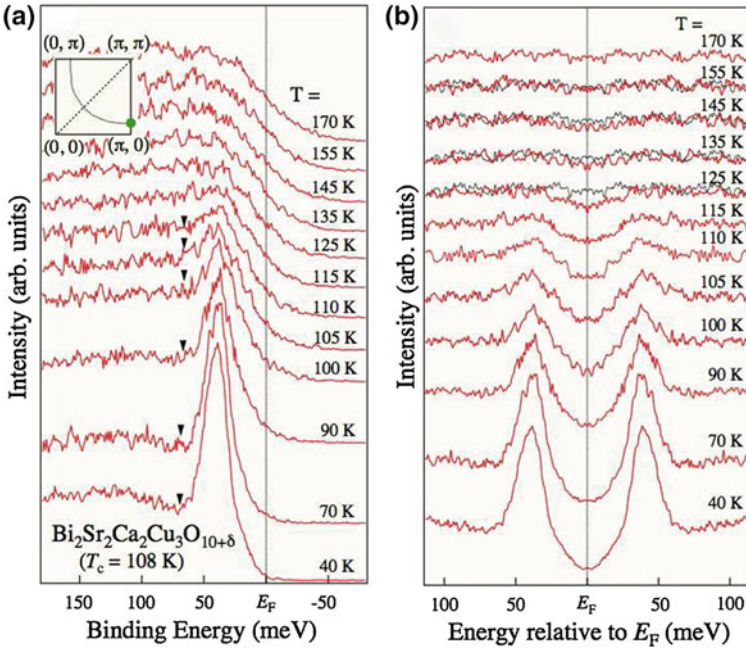 (a)
(0, π) (π, π)
(0, 0) (π, 0)
T =
170 K
155 K
145 K
135 K
125 K
115 K
110 K
105 K
100 K
90 K
70 K
40 K
Bi₂Sr₂Ca₂Cu₃O₁₀₊δ
(Tc = 108 K)
Intensity (arb. units)
150 100 50 EF -50
Binding Energy (meV)
(b)
T =
170 K
155 K
145 K
135 K
125 K
115 K
110 K
105 K
100 K
90 K
70 K
40 K
Intensity (arb. units)
100 50 EF 50 100
Energy relative to EF (meV)